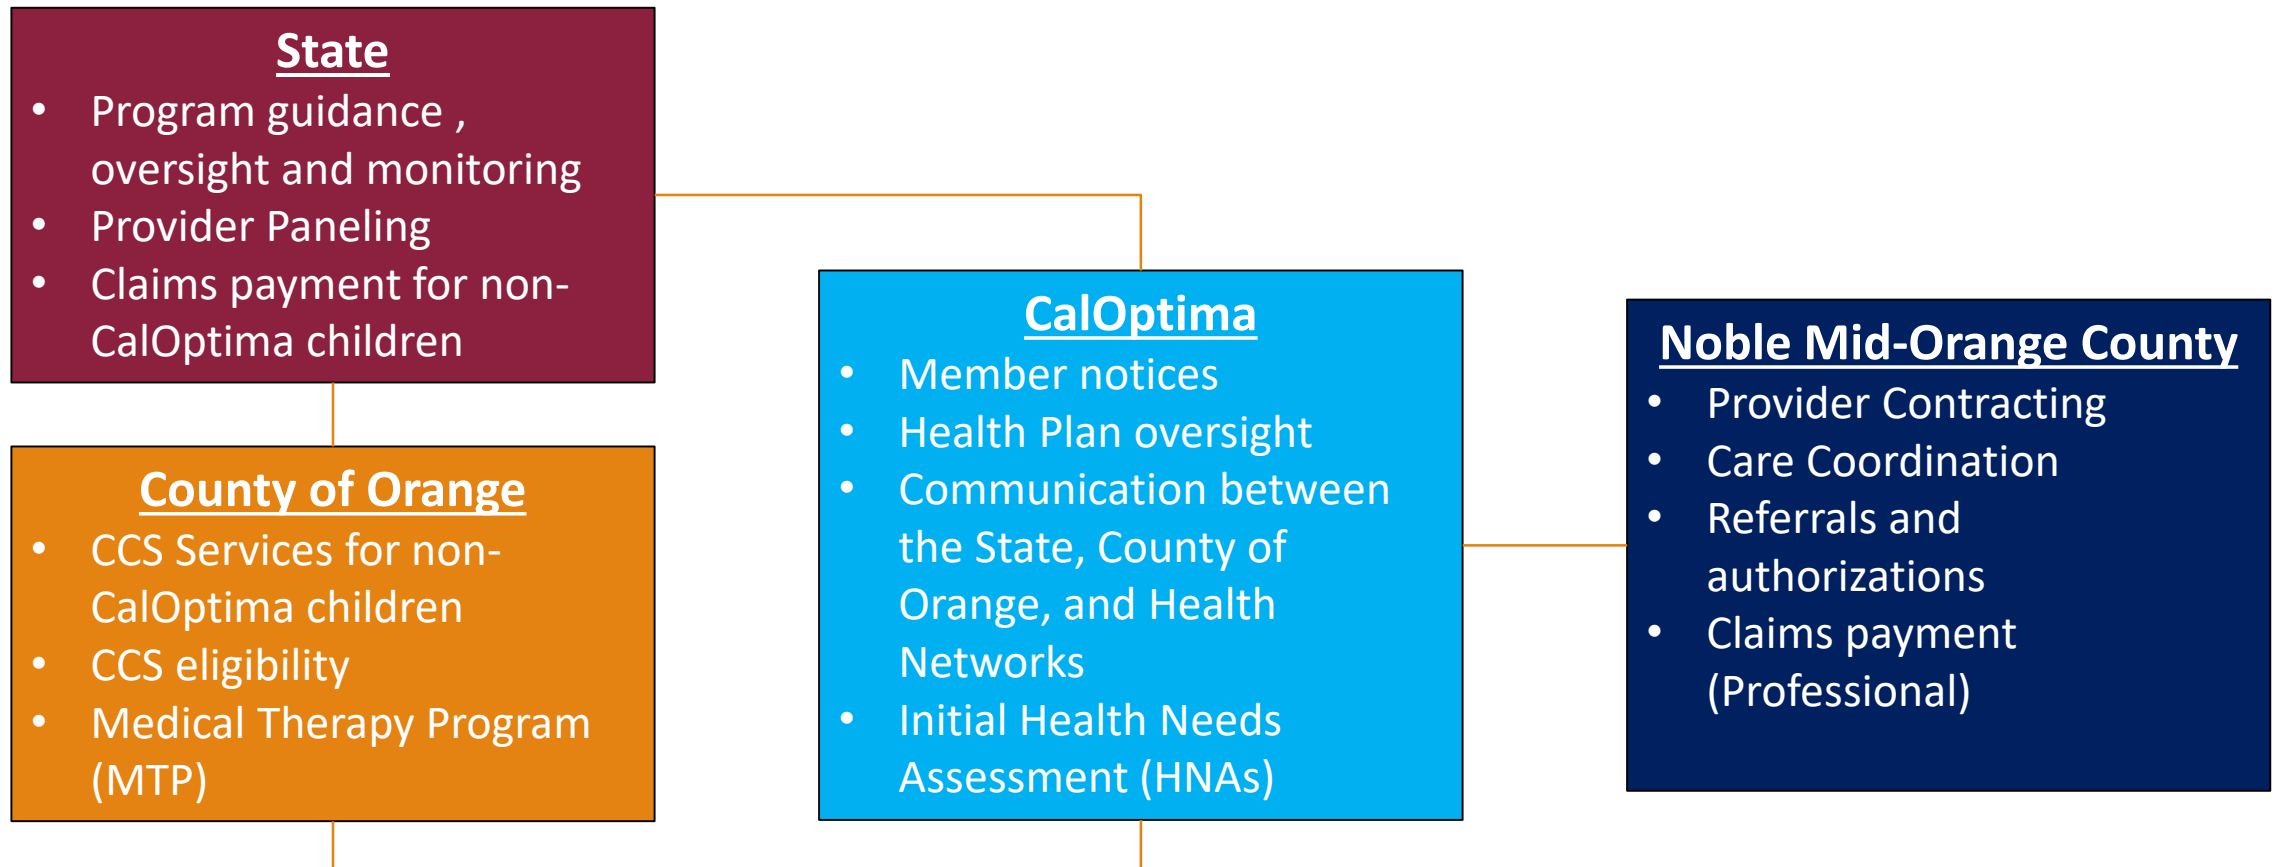 State
• Program guidance ,
oversight and monitoring
• Provider Paneling
• Claims payment for non-
CalOptima children
County of Orange
• CCS Services for non-
CalOptima children
• CCS eligibility
• Medical Therapy Program
(MTP)
CalOptima
• Member notices
• Health Plan oversight
• Communication between
the State, County of
Orange, and Health
Networks
• Initial Health Needs
Assessment (HNAs)
Noble Mid-Orange County
• Provider Contracting
• Care Coordination
• Referrals and
authorizations
• Claims payment
(Professional)